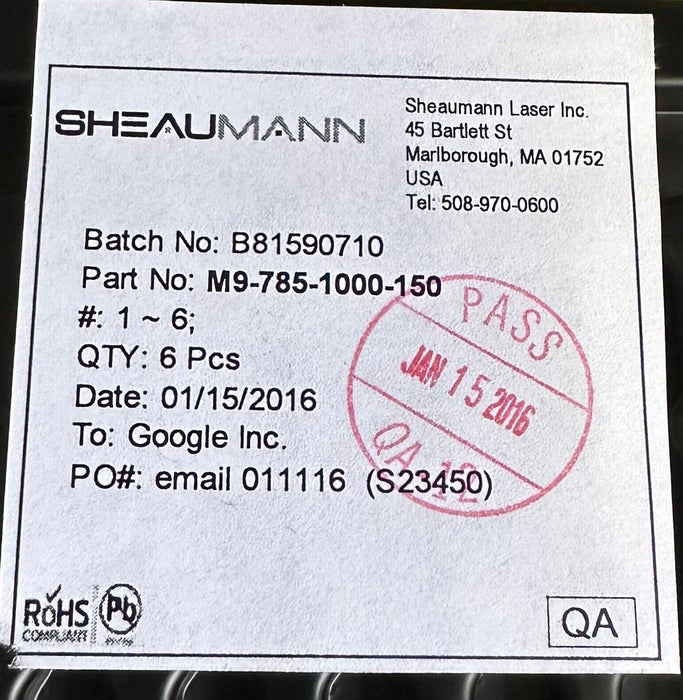 SHEAUMANN
Sheaumann Laser Inc.
45 Bartlett St
Marlborough, MA 01752
USA
Tel: 508-970-0600
Batch No: B81590710
Part No: M9-785-1000-150
#: 1 ~ 6;
QTY: 6 Pcs
Date: 01/15/2016
To: Google Inc.
PO#: email 011116 (S23450)
PASS
JAN 15 2016
QA 12
RoHS
COMPLIANT
Pb
QA